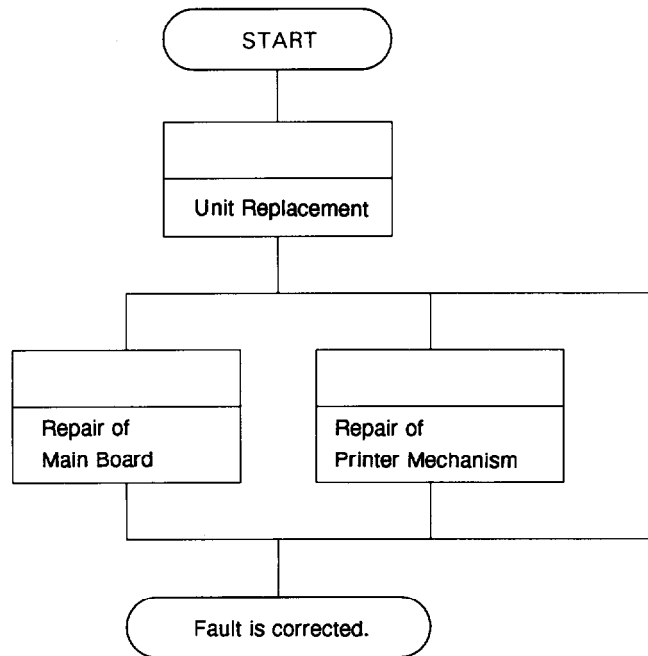 START
Unit Replacement
Repair of
Main Board
Repair of
Printer Mechanism
Fault is corrected.